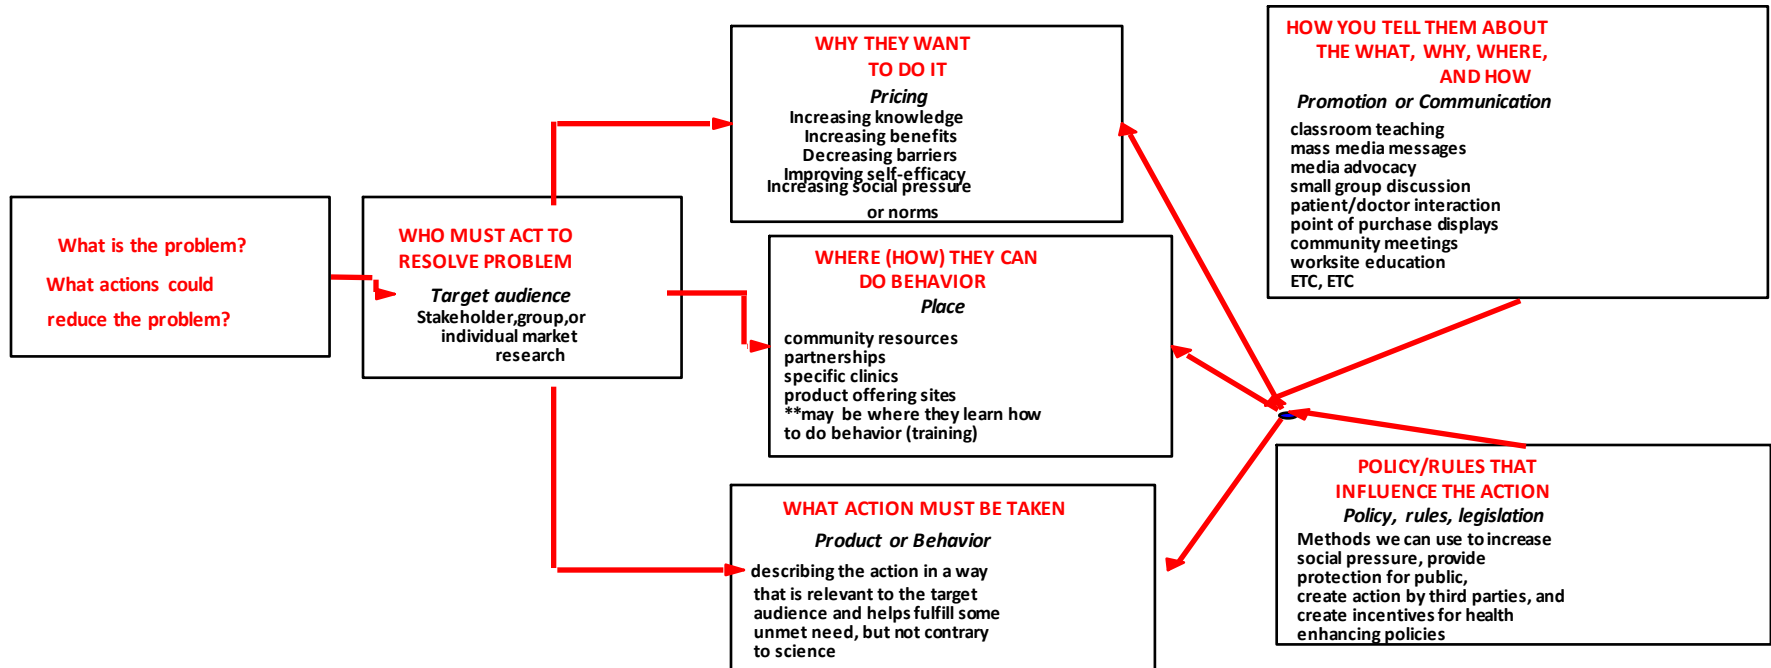 What is the problem?
What actions could
reduce the problem?
WHO MUST ACT TO
RESOLVE PROBLEM
Target audience
Stakeholder,group,or
individual market
research
WHY THEY WANT
TO DO IT
Pricing
Increasing knowledge
Increasing benefits
Decreasing barriers
Improving self-efficacy
Increasing social pressure
or norms
WHERE (HOW) THEY CAN
DO BEHAVIOR
Place
community resources
partnerships
specific clinics
product offering sites
**may be where they learn how
to do behavior (training)
WHAT ACTION MUST BE TAKEN
Product or Behavior
describing the action in a way
that is relevant to the target
audience and helps fulfill some
unmet need, but not contrary
to science
HOW YOU TELL THEM ABOUT
THE WHAT, WHY, WHERE,
AND HOW
Promotion or Communication
classroom teaching
mass media messages
media advocacy
small group discussion
patient/doctor interaction
point of purchase displays
community meetings
worksite education
ETC, ETC
POLICY/RULES THAT
INFLUENCE THE ACTION
Policy, rules, legislation
Methods we can use to increase
social pressure, provide
protection for public,
create action by third parties, and
create incentives for health
enhancing policies